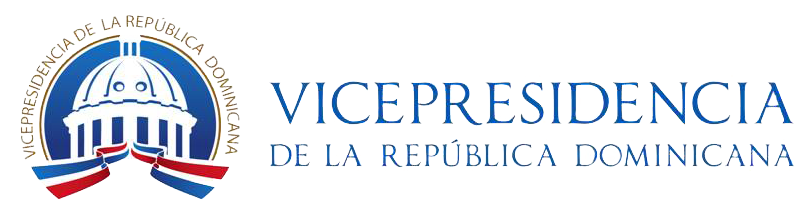 VICEPRESIDENCIA DE LA REPÚBLICA DOMINICANA
VICEPRESIDENCIA
DE LA REPÚBLICA DOMINICANA